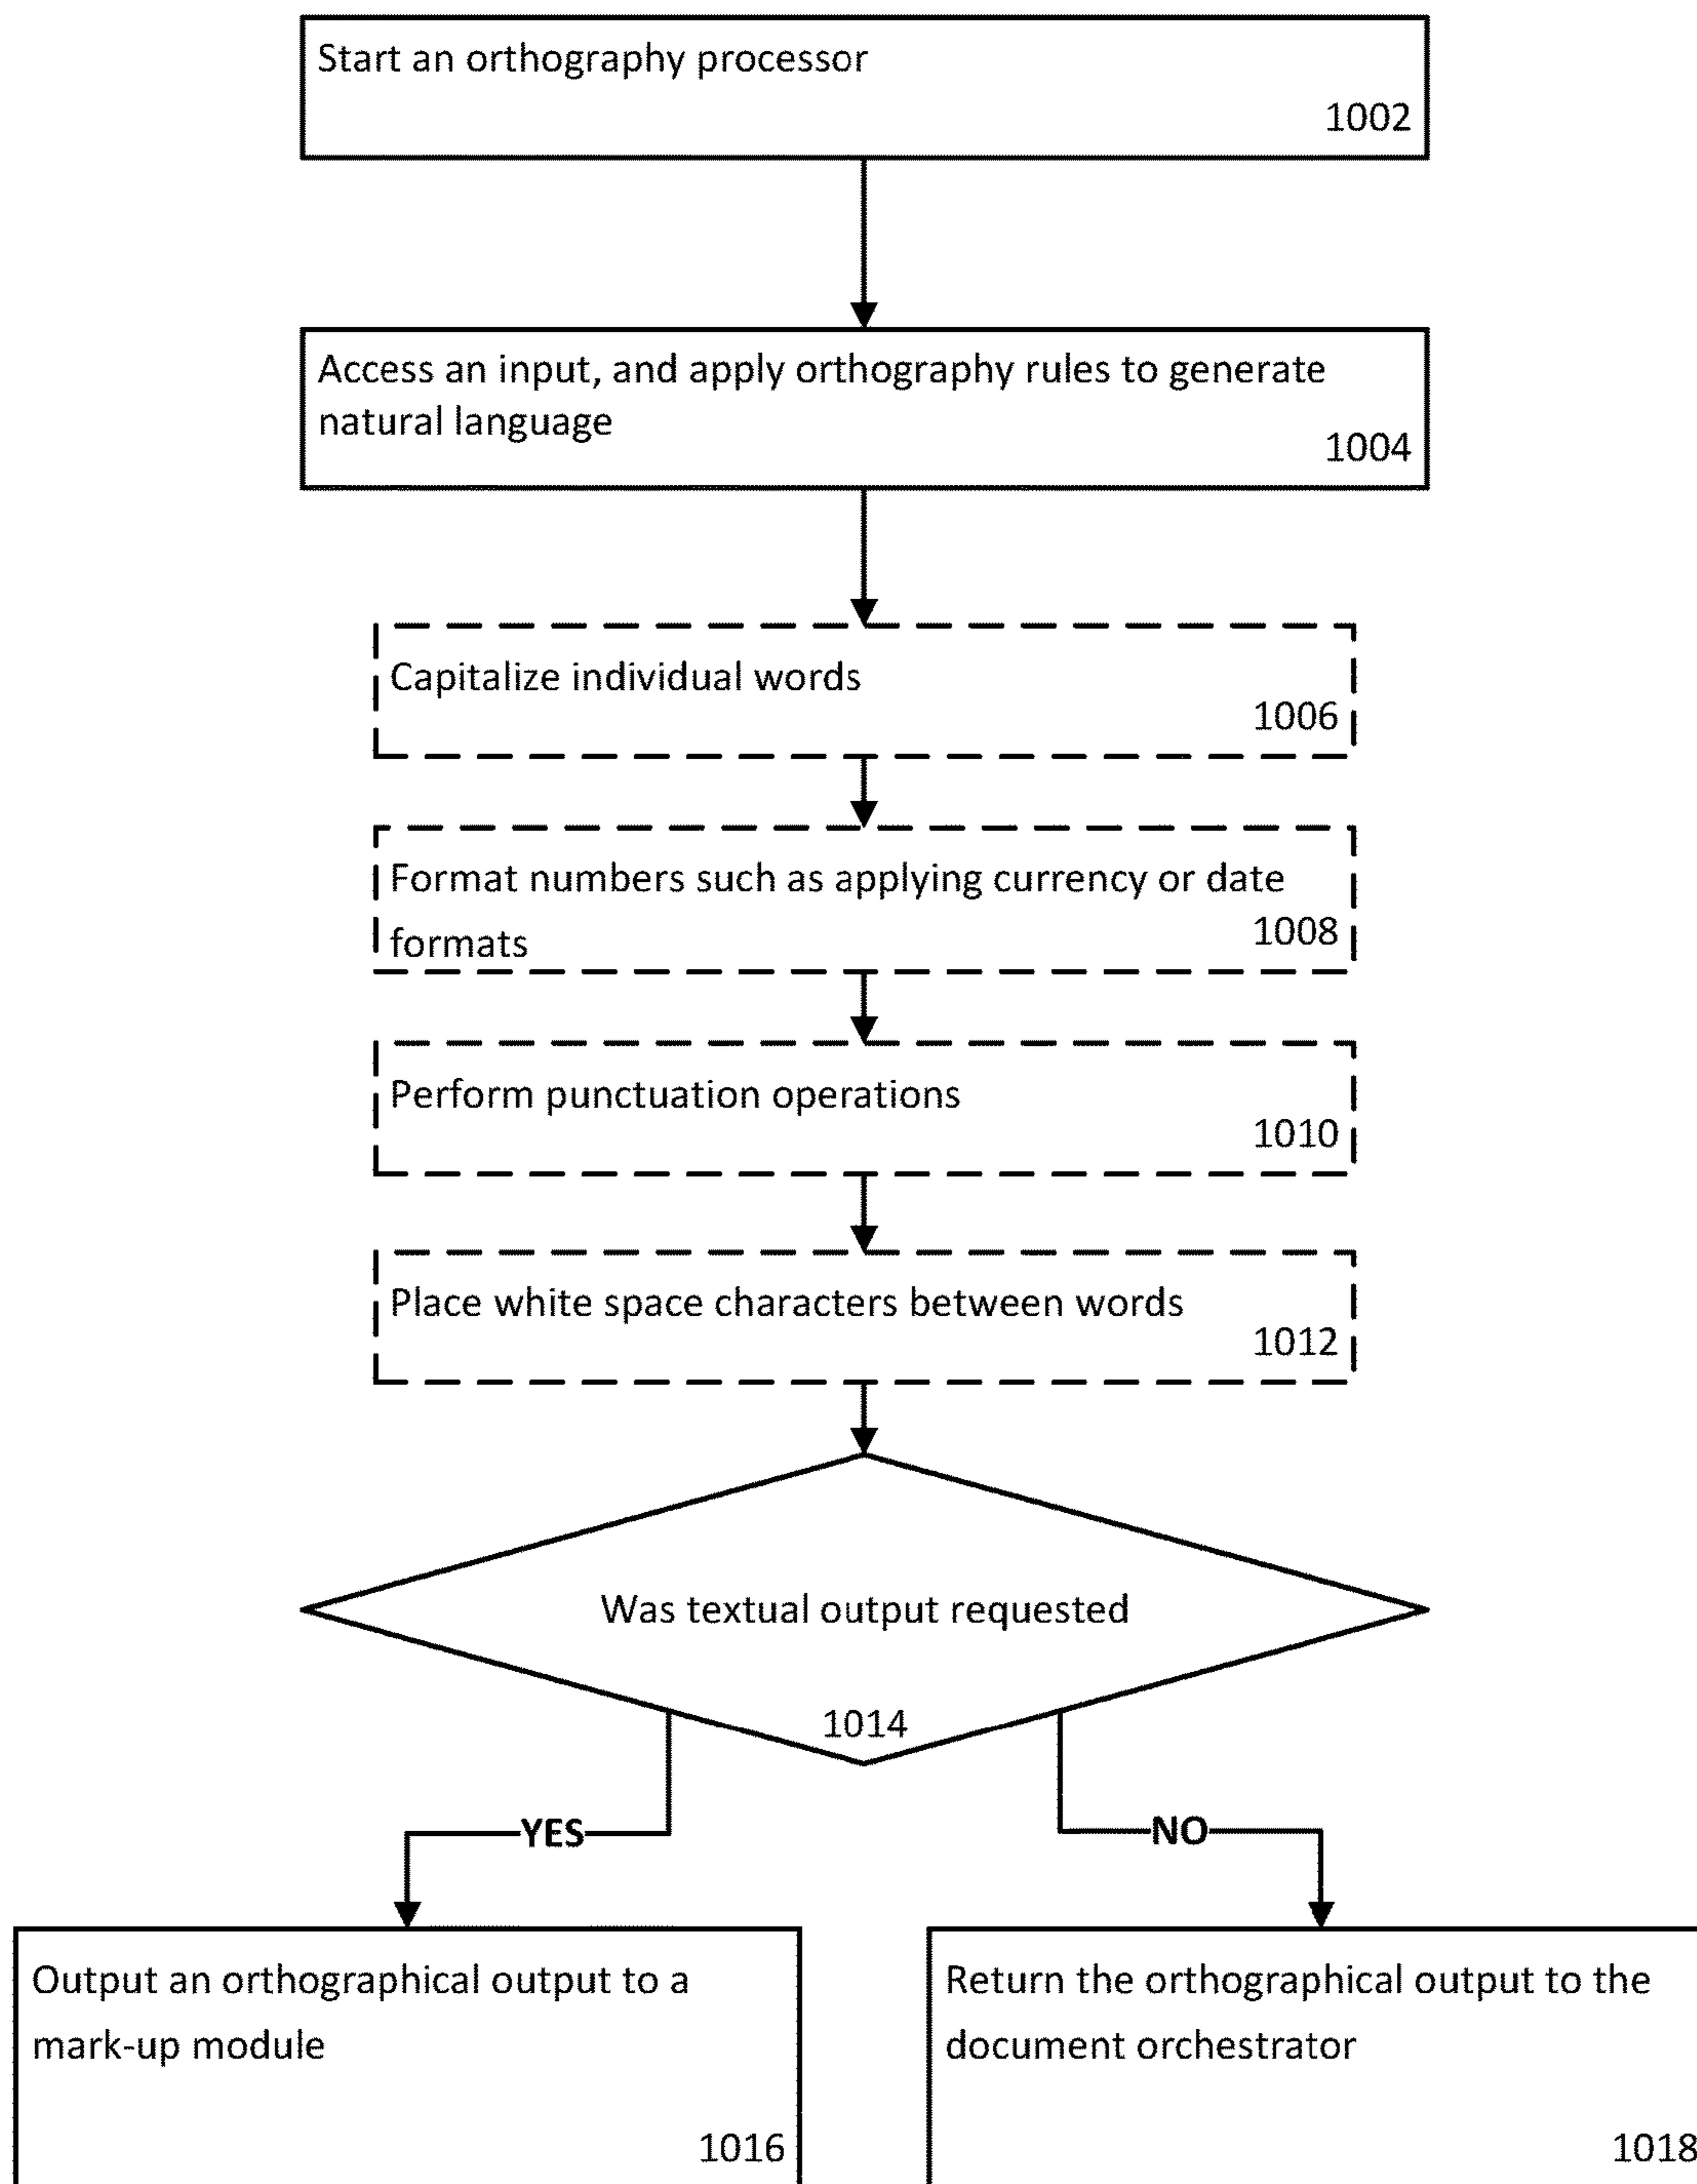 Start an orthography processor
1002
Access an input, and apply orthography rules to generate
natural language
1004
Capitalize individual words
1006
Format numbers such as applying currency or date
formats
1008
Perform punctuation operations
1010
Place white space characters between words
1012
Was textual output requested
1014
YES
NO
Output an orthographical output to a
mark-up module
1016
Return the orthographical output to the
document orchestrator
1018